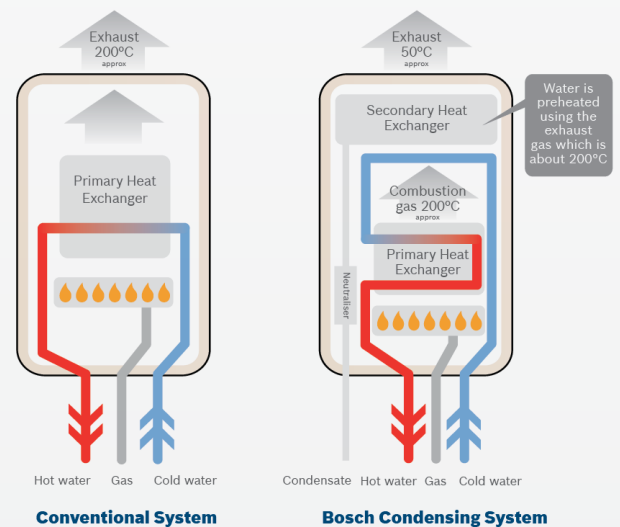 Exhaust
200°C
approx
Primary Heat
Exchanger
Hot water
Gas
Cold water
Conventional System
Exhaust
50°C
approx
Water is
preheated
using the
exhaust
gas which is
about 200°C
Secondary Heat
Exchanger
Combustion
gas 200°C
approx
Primary Heat
Exchanger
Neutraliser
Condensate
Hot water
Gas
Cold water
Bosch Condensing System